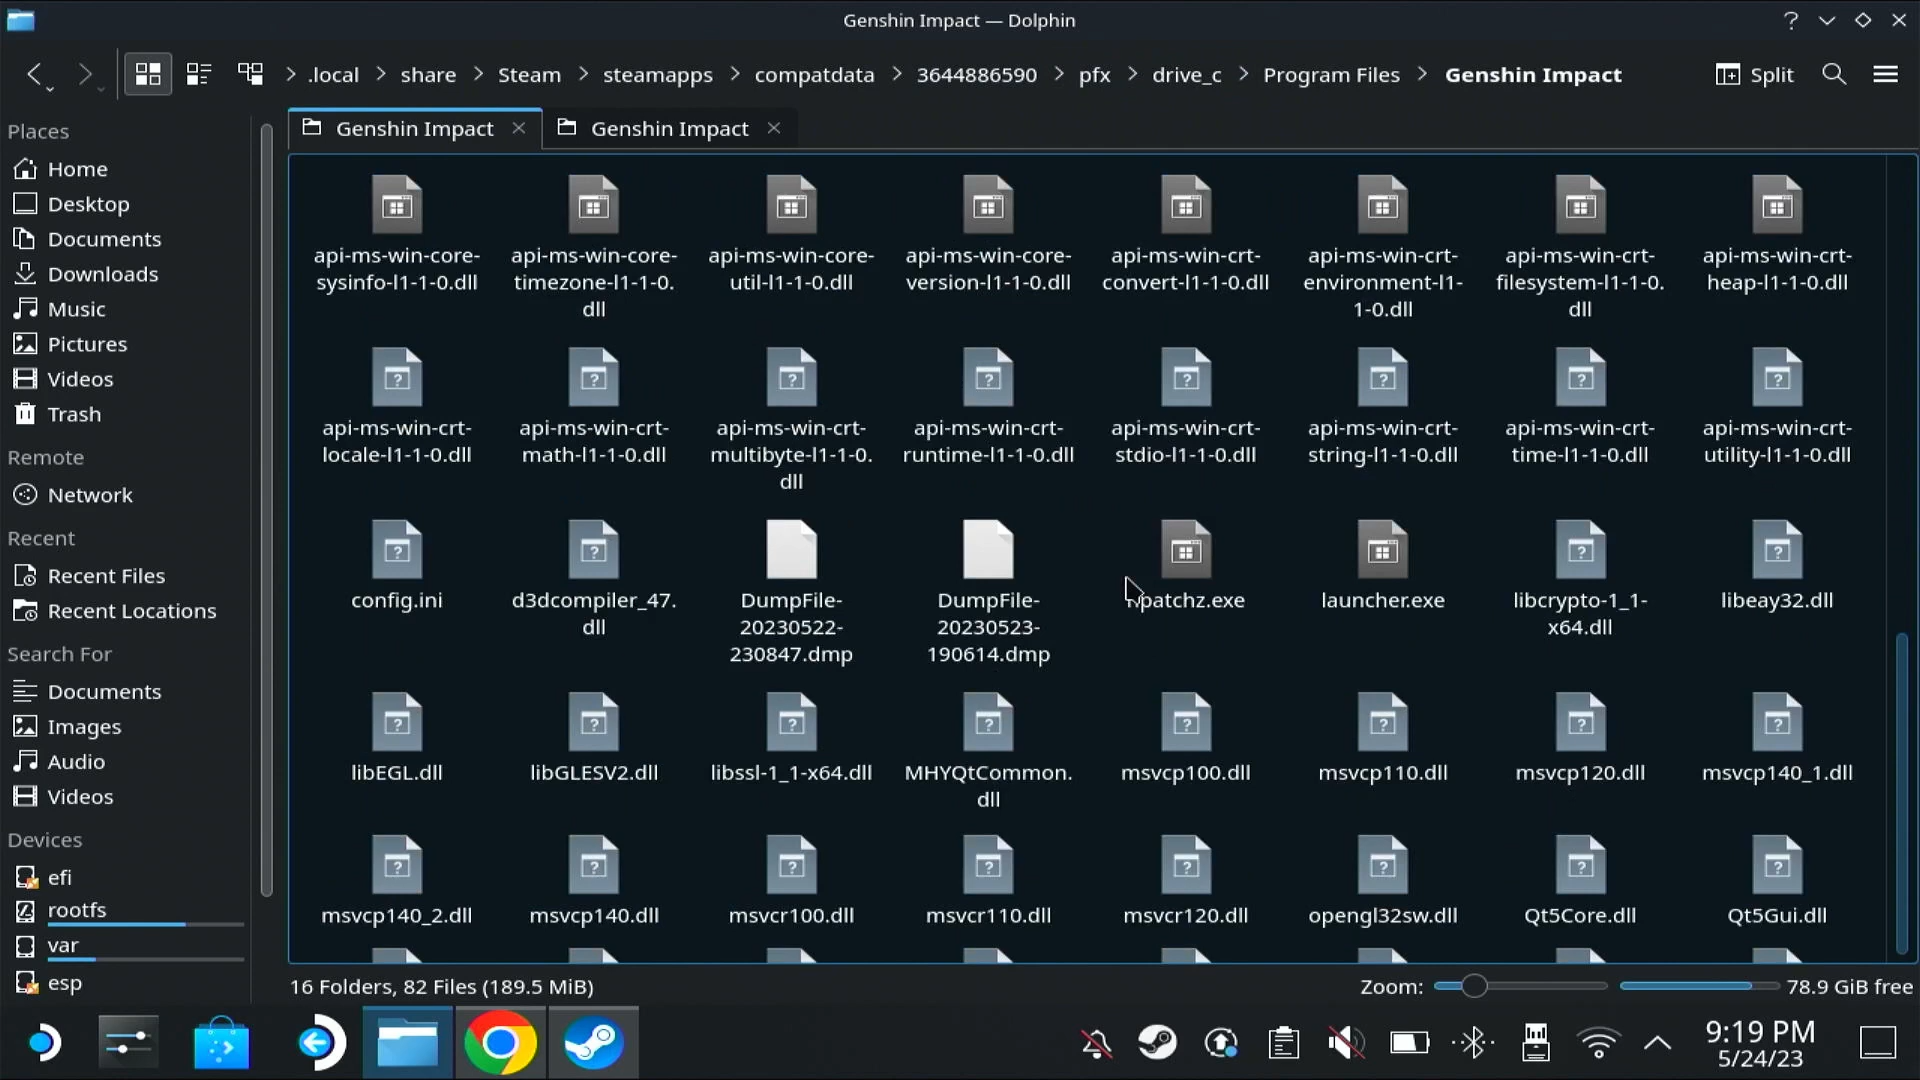 Genshin Impact — Dolphin
.local > share > Steam > steamapps > compatdata > 3644886590 > pfx > drive_c > Program Files > Genshin Impact
Split
Genshin Impact
Genshin Impact
Places
Home
Desktop
Documents
Downloads
Music
Pictures
Videos
Trash
Remote
Network
Recent
Recent Files
Recent Locations
Search For
Documents
Images
Audio
Videos
Devices
efi
rootfs
var
esp
api-ms-win-core-
sysinfo-l1-1-0.dll
api-ms-win-core-
timezone-l1-1-0.
dll
api-ms-win-core-
util-l1-1-0.dll
api-ms-win-core-
version-l1-1-0.dll
api-ms-win-crt-
convert-l1-1-0.dll
api-ms-win-crt-
environment-l1-
1-0.dll
api-ms-win-crt-
filesystem-l1-1-0.
dll
api-ms-win-crt-
heap-l1-1-0.dll
api-ms-win-crt-
locale-l1-1-0.dll
api-ms-win-crt-
math-l1-1-0.dll
api-ms-win-crt-
multibyte-l1-1-0.
dll
api-ms-win-crt-
runtime-l1-1-0.dll
api-ms-win-crt-
stdio-l1-1-0.dll
api-ms-win-crt-
string-l1-1-0.dll
api-ms-win-crt-
time-l1-1-0.dll
api-ms-win-crt-
utility-l1-1-0.dll
config.ini
d3dcompiler_47.
dll
DumpFile-
20230522-
230847.dmp
DumpFile-
20230523-
190614.dmp
hpatchz.exe
launcher.exe
libcrypto-1_1-
x64.dll
libeay32.dll
libEGL.dll
libGLESV2.dll
libssl-1_1-x64.dll
MHYQtCommon.
dll
msvcp100.dll
msvcp110.dll
msvcp120.dll
msvcp140_1.dll
msvcp140_2.dll
msvcp140.dll
msvcr100.dll
msvcr110.dll
msvcr120.dll
opengl32sw.dll
Qt5Core.dll
Qt5Gui.dll
16 Folders, 82 Files (189.5 MiB)
Zoom:
78.9 GiB free
9:19 PM
5/24/23